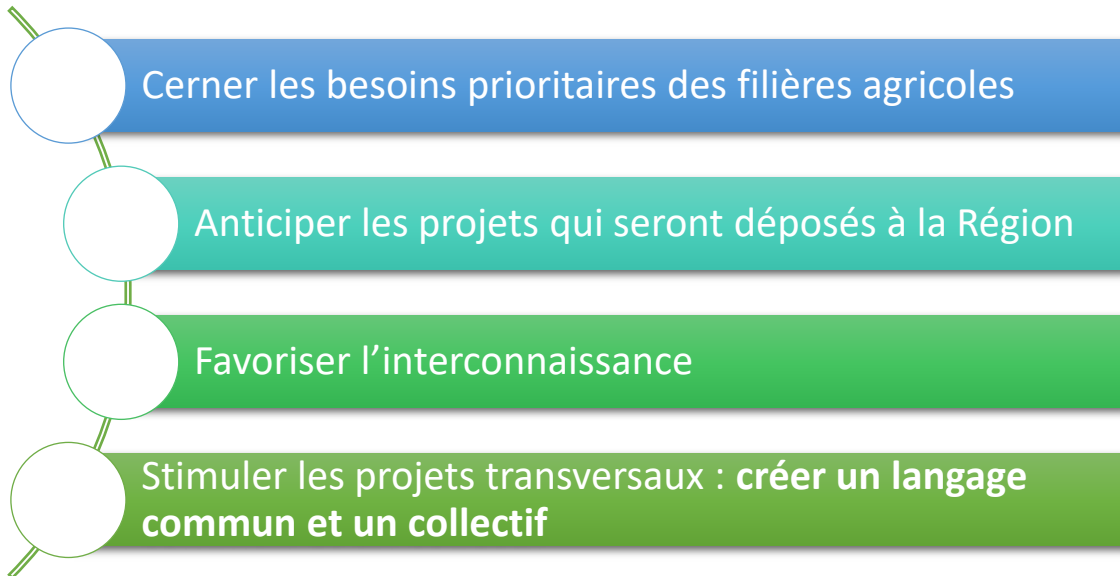 Cerner les besoins prioritaires des filières agricoles
Anticiper les projets qui seront déposés à la Région
Favoriser l’interconnaissance
Stimuler les projets transversaux : créer un langage
commun et un collectif